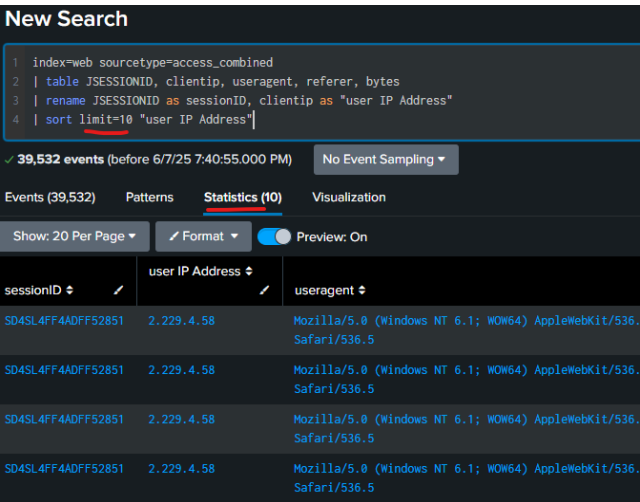 New Search
1 index=web sourcetype=access_combined
2 | table JSESSIONID, clientip, useragent, referer, bytes
3 | rename JSESSIONID as sessionID, clientip as "user IP Address"
4 | sort limit=10 "user IP Address"
✓ 39,532 events (before 6/7/25 7:40:55.000 PM) No Event Sampling ▾
Events (39,532) Patterns Statistics (10) Visualization
Show: 20 Per Page ▾ Format ▾ Preview: On
sessionID user IP Address useragent
SD4SL4FF4ADFF52851 2.229.4.58 Mozilla/5.0 (Windows NT 6.1; WOW64) AppleWebKit/536.
Safari/536.5
SD4SL4FF4ADFF52851 2.229.4.58 Mozilla/5.0 (Windows NT 6.1; WOW64) AppleWebKit/536.
Safari/536.5
SD4SL4FF4ADFF52851 2.229.4.58 Mozilla/5.0 (Windows NT 6.1; WOW64) AppleWebKit/536.
Safari/536.5
SD4SL4FF4ADFF52851 2.229.4.58 Mozilla/5.0 (Windows NT 6.1; WOW64) AppleWebKit/536.
Safari/536.5